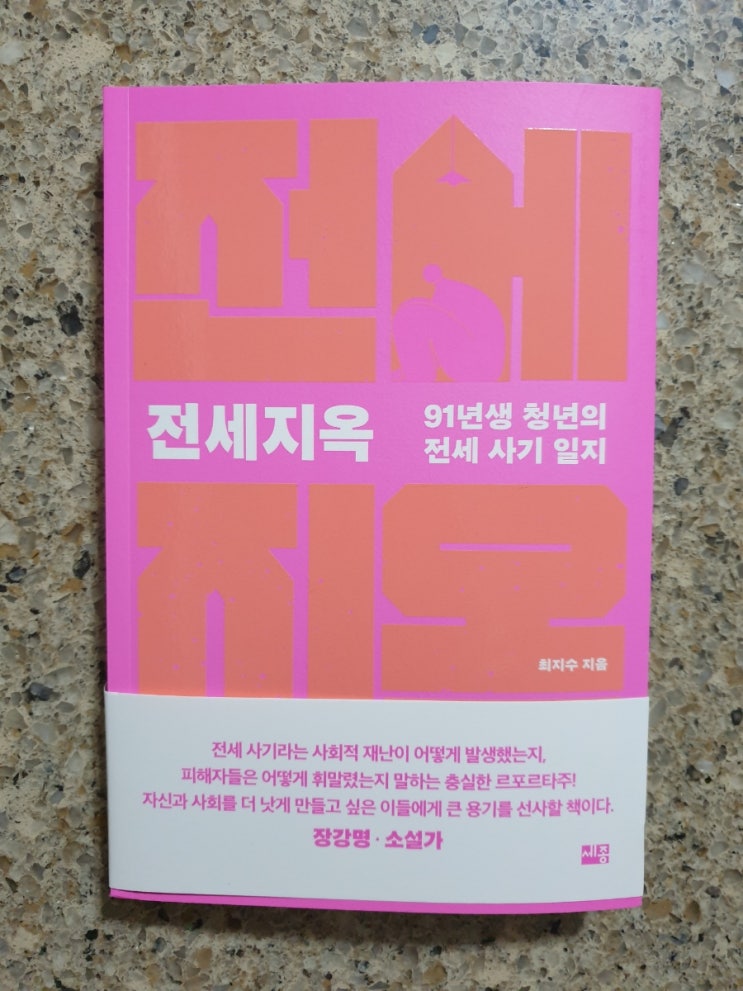 전세
전세지옥
91년생 청년의
전세 사기 일지
지옥
최지수 지음
전세 사기라는 사회적 재난이 어떻게 발생했는지,
피해자들은 어떻게 휘말렸는지 말하는 충실한 르포르타주!
자신과 사회를 더 낫게 만들고 싶은 이들에게 큰 용기를 선사할 책이다.
장강명 · 소설가
세종